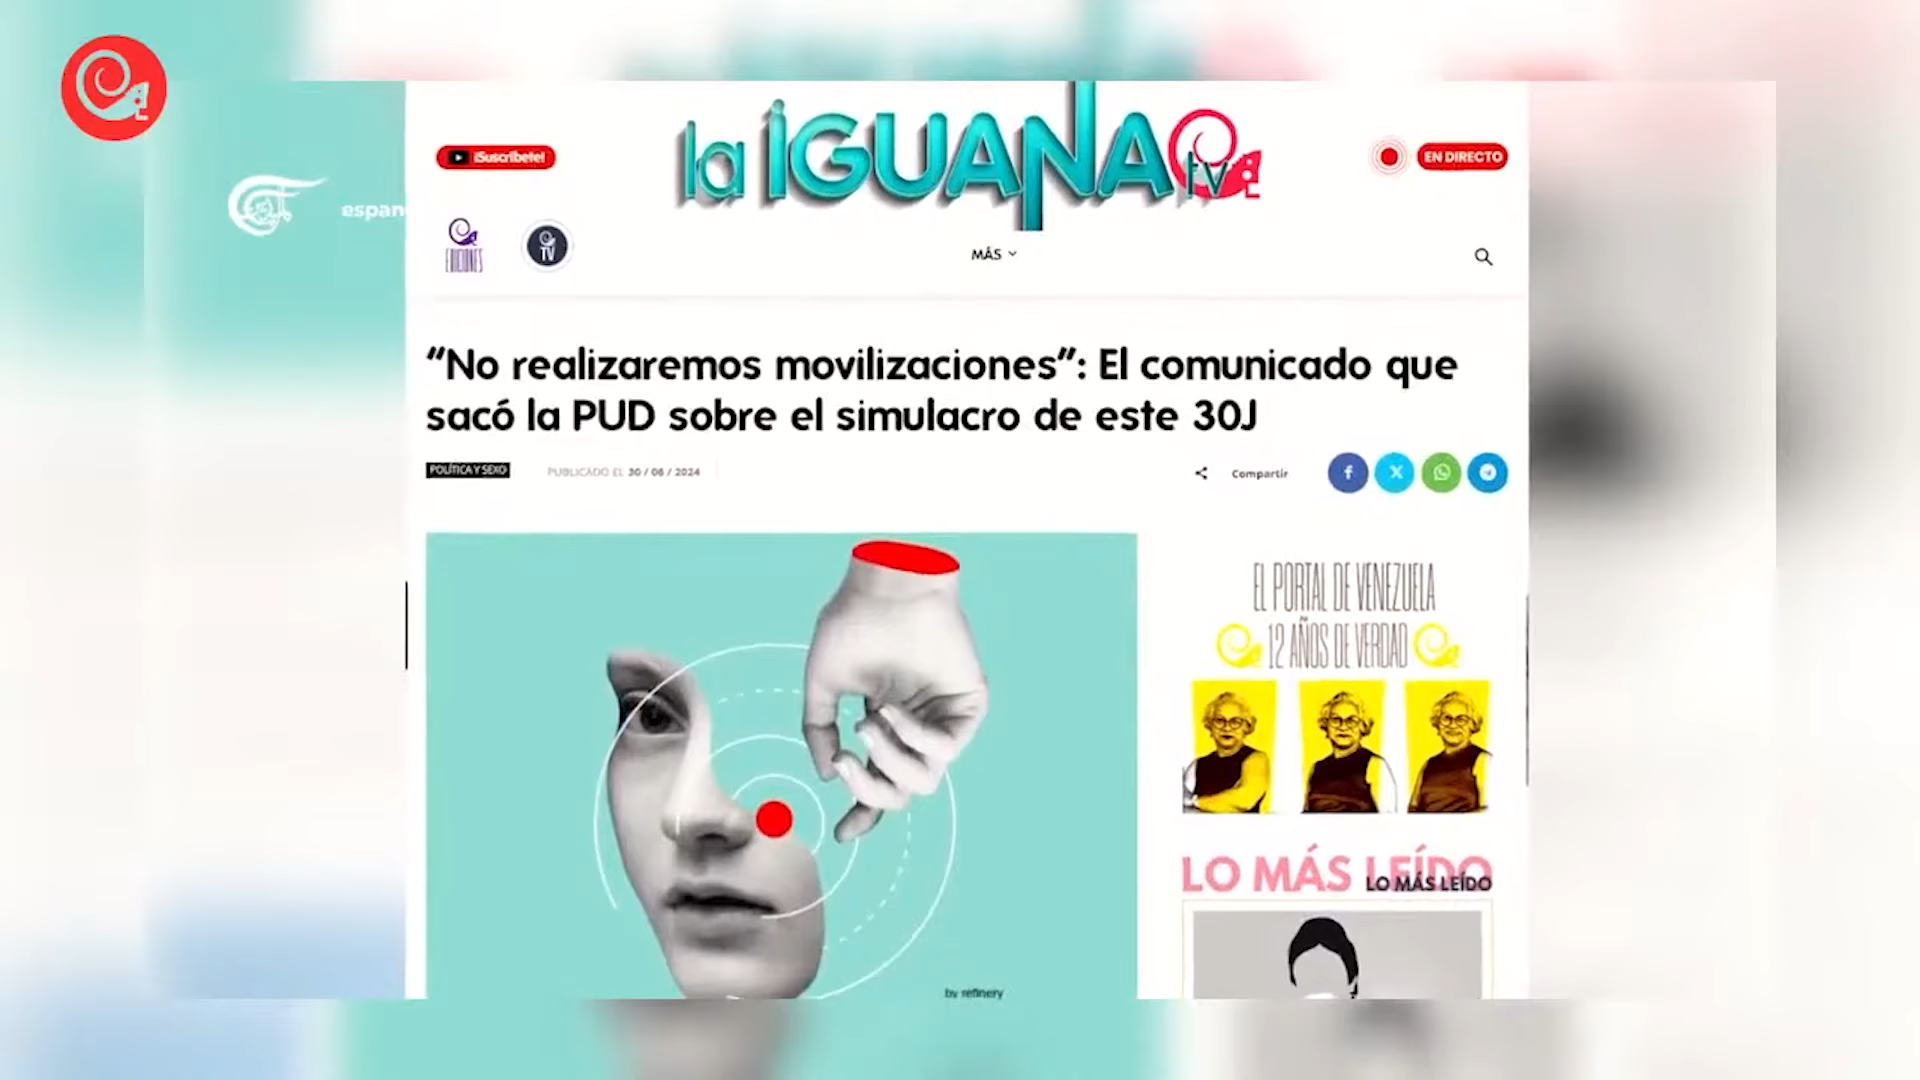 ¡Suscríbete!
la iGUANA
tv
EN DIRECTO
EDICIONES
TV
MÁS
“No realizaremos movilizaciones”: El comunicado que
sacó la PUD sobre el simulacro de este 30J
POLÍTICA Y SEXO
PUBLICADO EL 30 / 06 / 2024
Compartir
EL PORTAL DE VENEZUELA
12 AÑOS DE VERDAD
LO MÁS LEÍDO
LO MÁS LEÍDO
by refinery